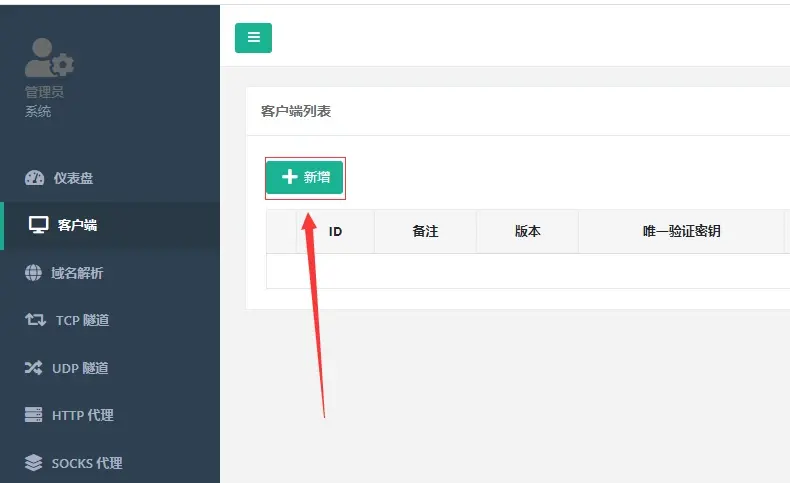 管理员
系统
仪表盘
客户端
域名解析
TCP 隧道
UDP 隧道
HTTP 代理
SOCKS 代理
客户端列表
新增
ID 备注 版本 唯一验证密钥